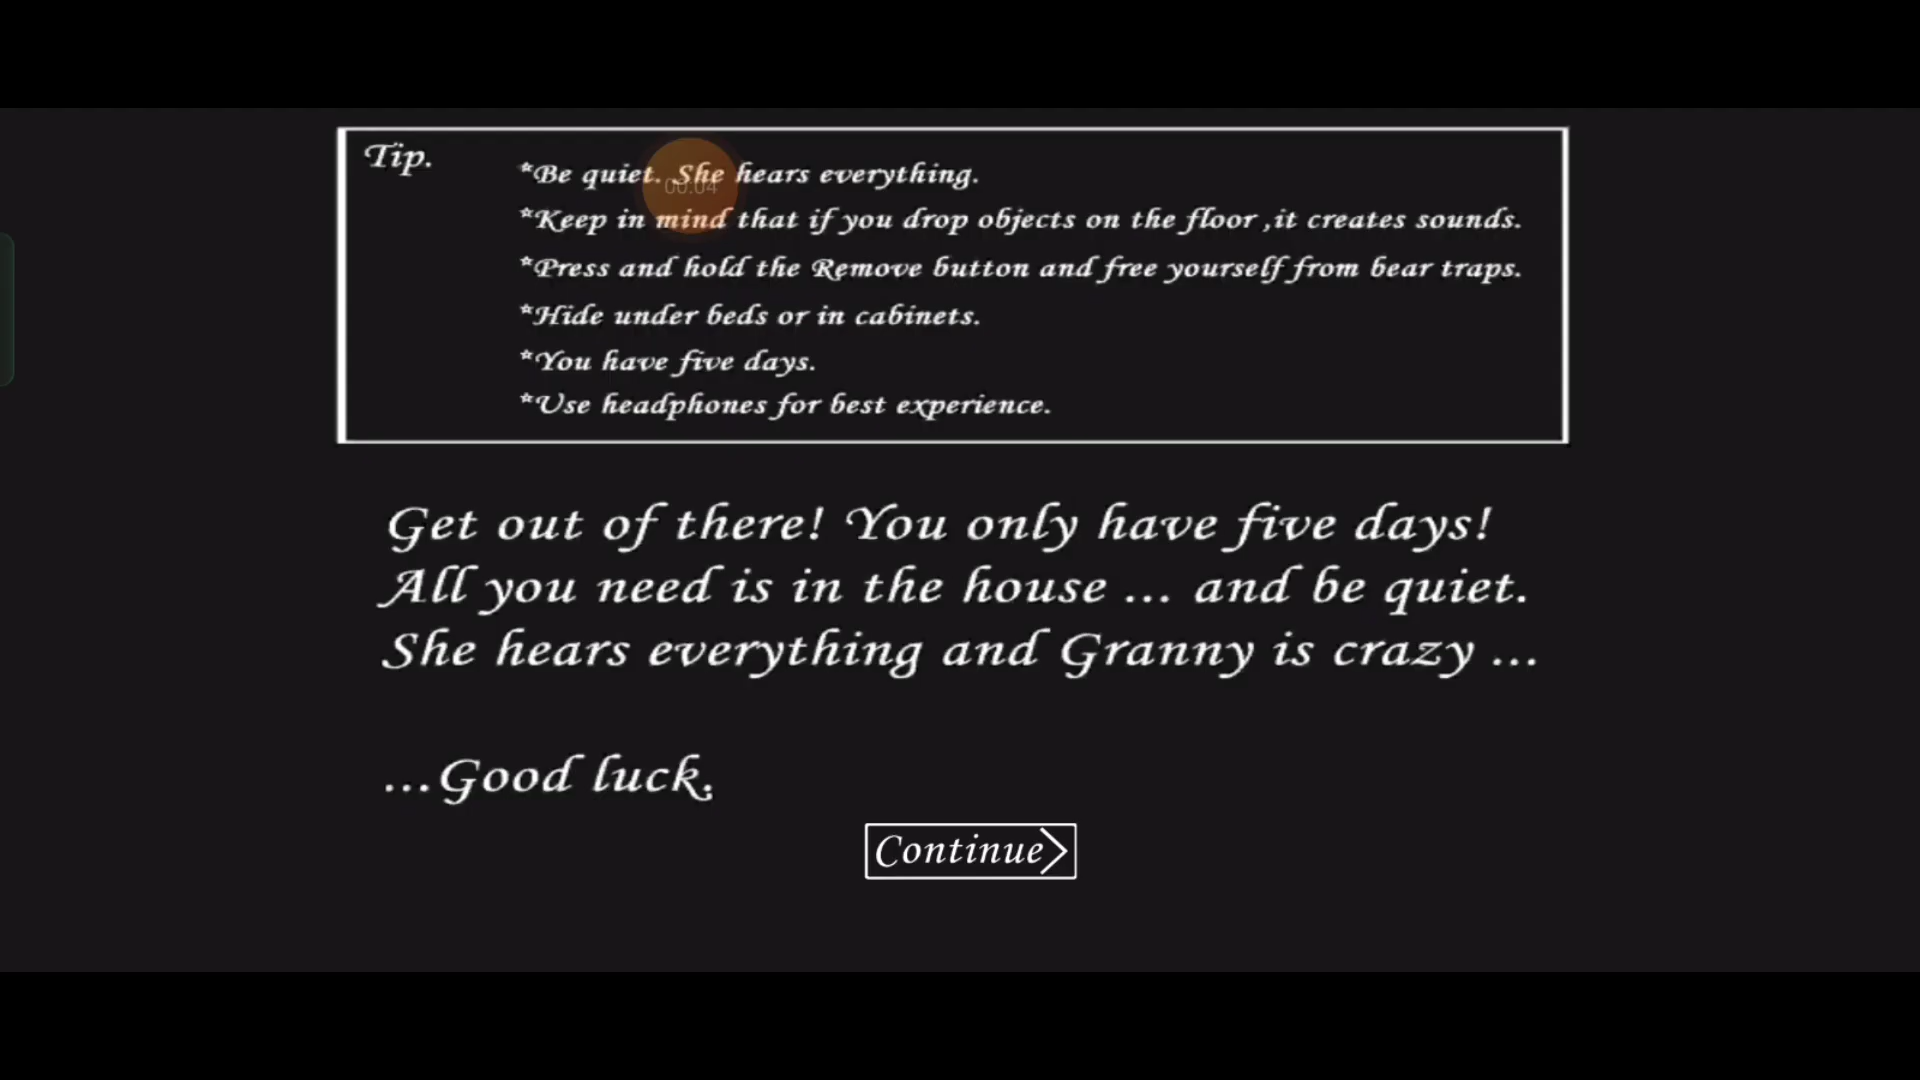 Tip.
*Be quiet. She hears everything.
00:04
*Keep in mind that if you drop objects on the floor ,it creates sounds.
*Press and hold the Remove button and free yourself from bear traps.
*Hide under beds or in cabinets.
*You have five days.
*Use headphones for best experience.
Get out of there! You only have five days!
All you need is in the house ... and be quiet.
She hears everything and Granny is crazy ...
...Good luck.
Continue>